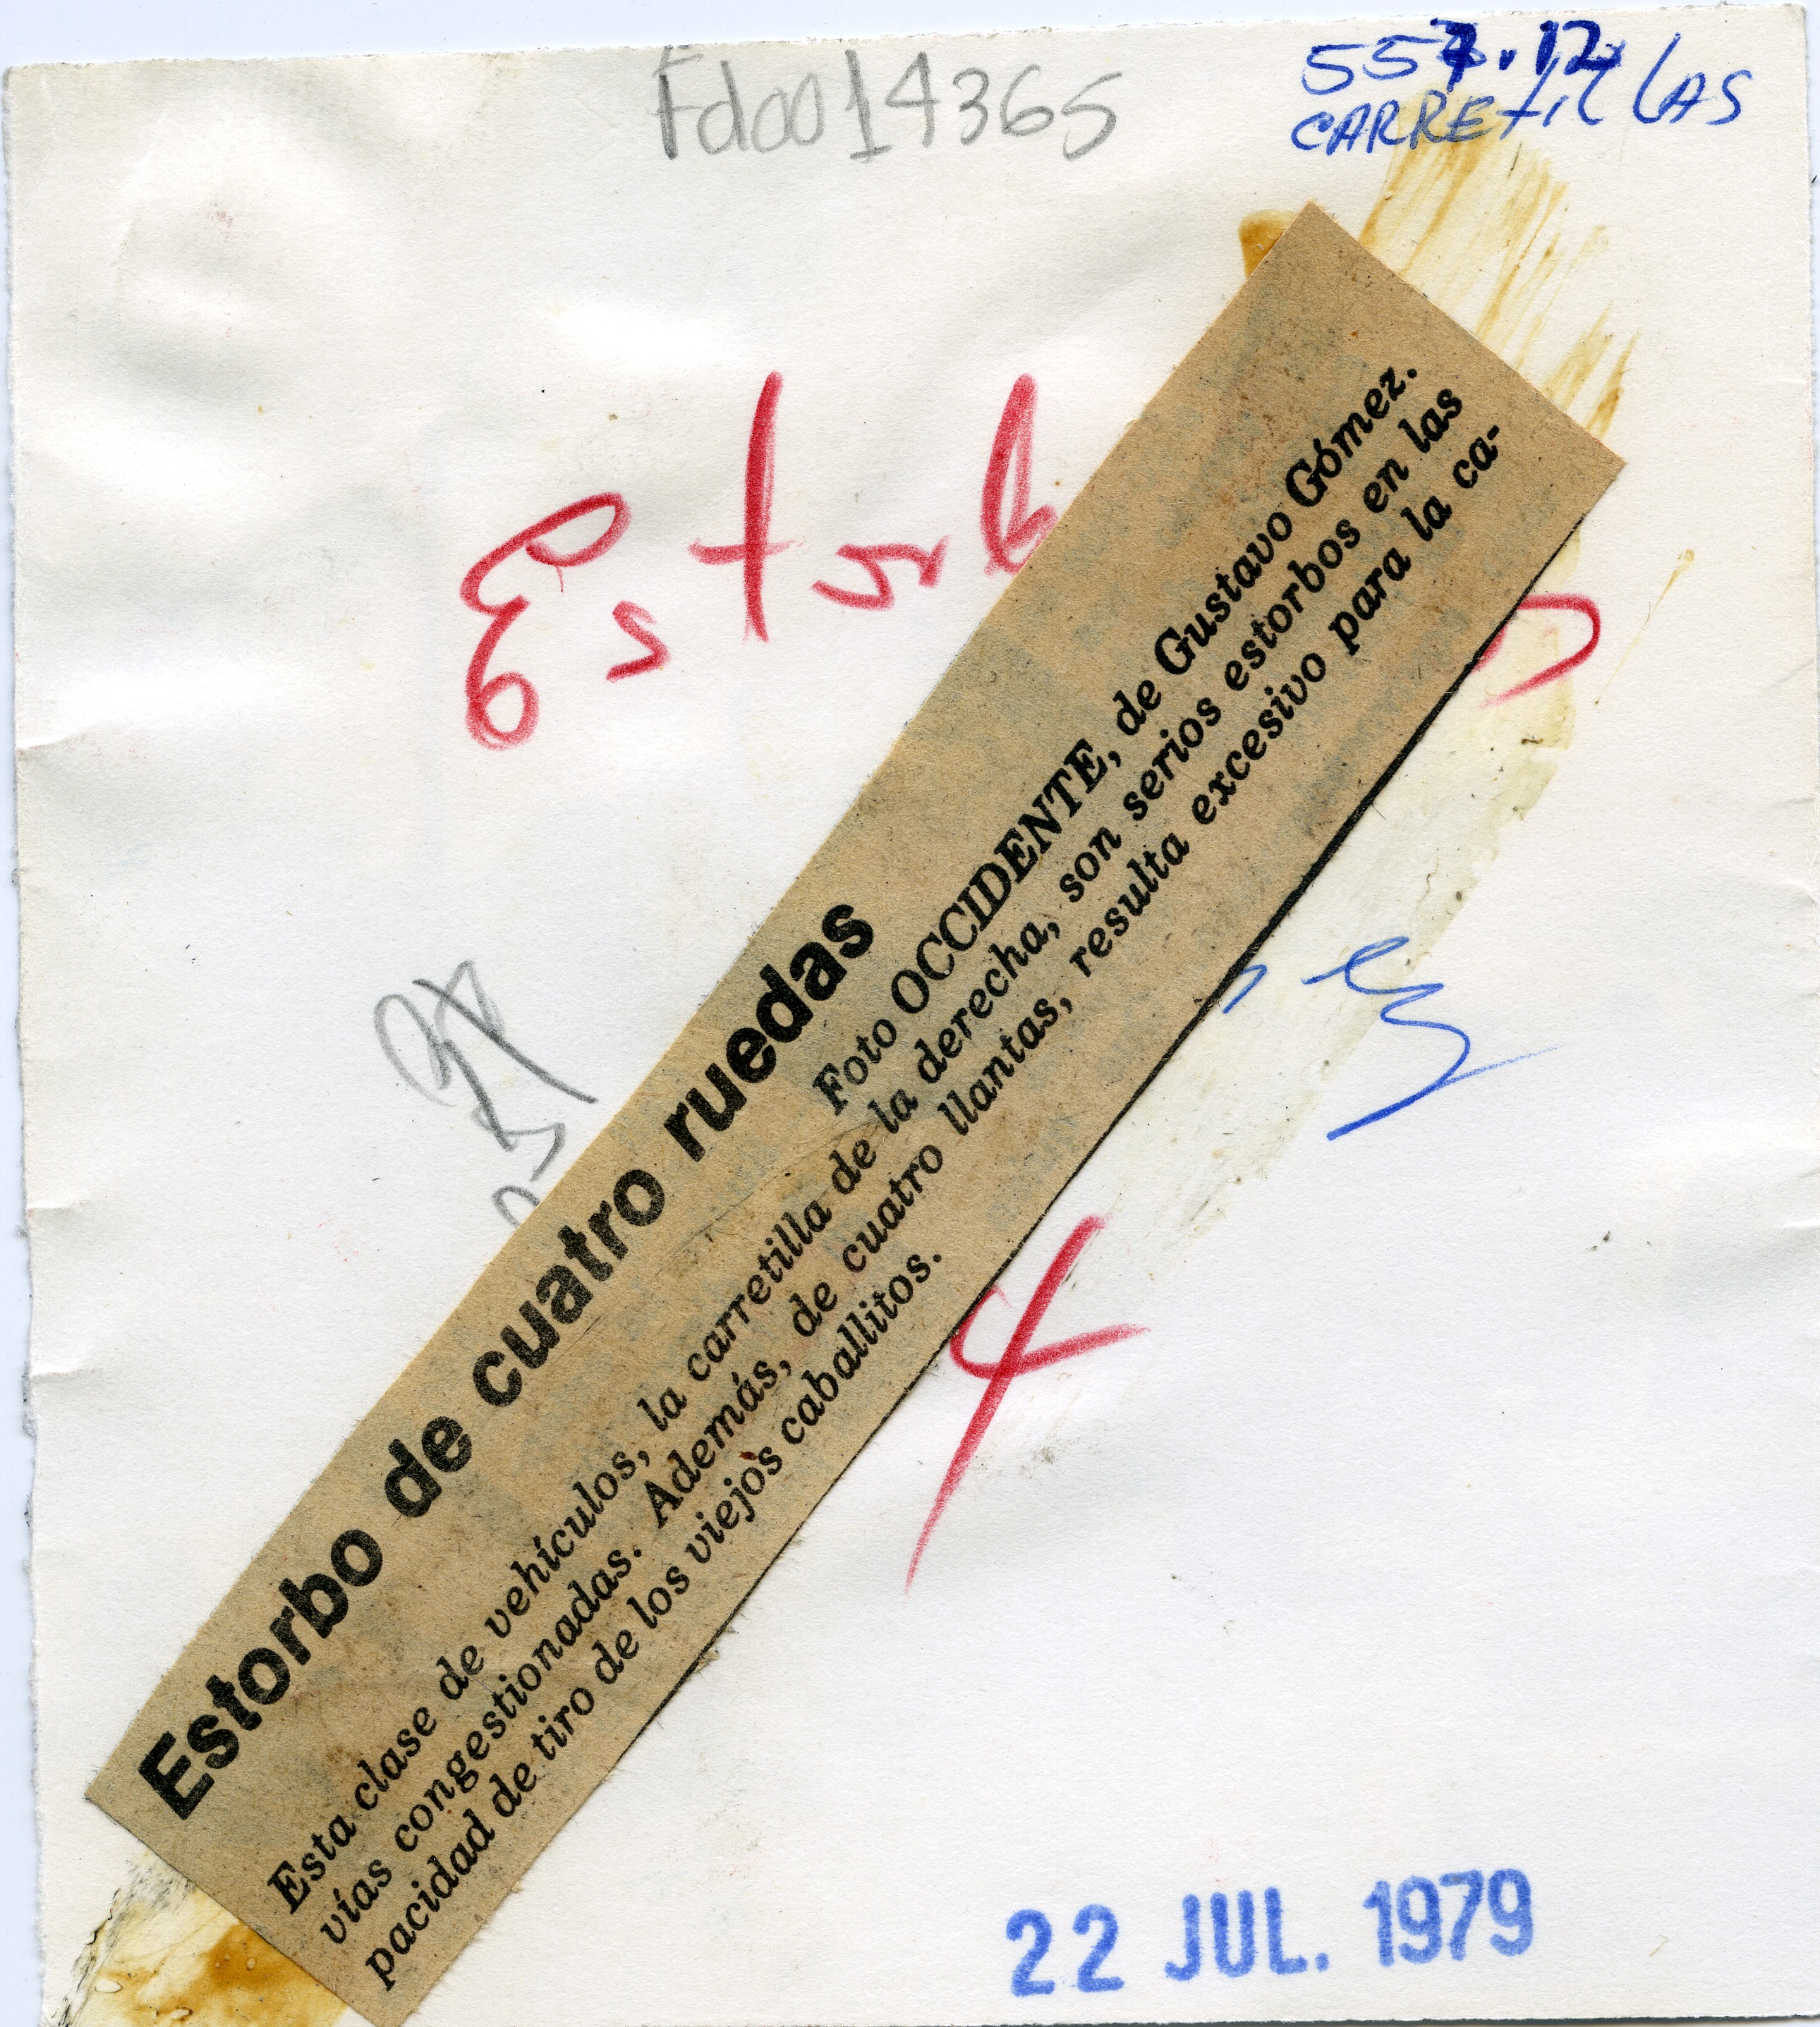 Fdo014365
557.12
CARREtillAS
Estorb
Estorbo de cuatro ruedas
Foto OCCIDENTE, de Gustavo Gómez.
Esta clase de vehículos, la carretilla de la derecha, son serios estorbos en las
vías congestionadas. Además, de cuatro llantas, resulta excesivo para la ca-
pacidad de tiro de los viejos caballitos.
4
22 JUL. 1979